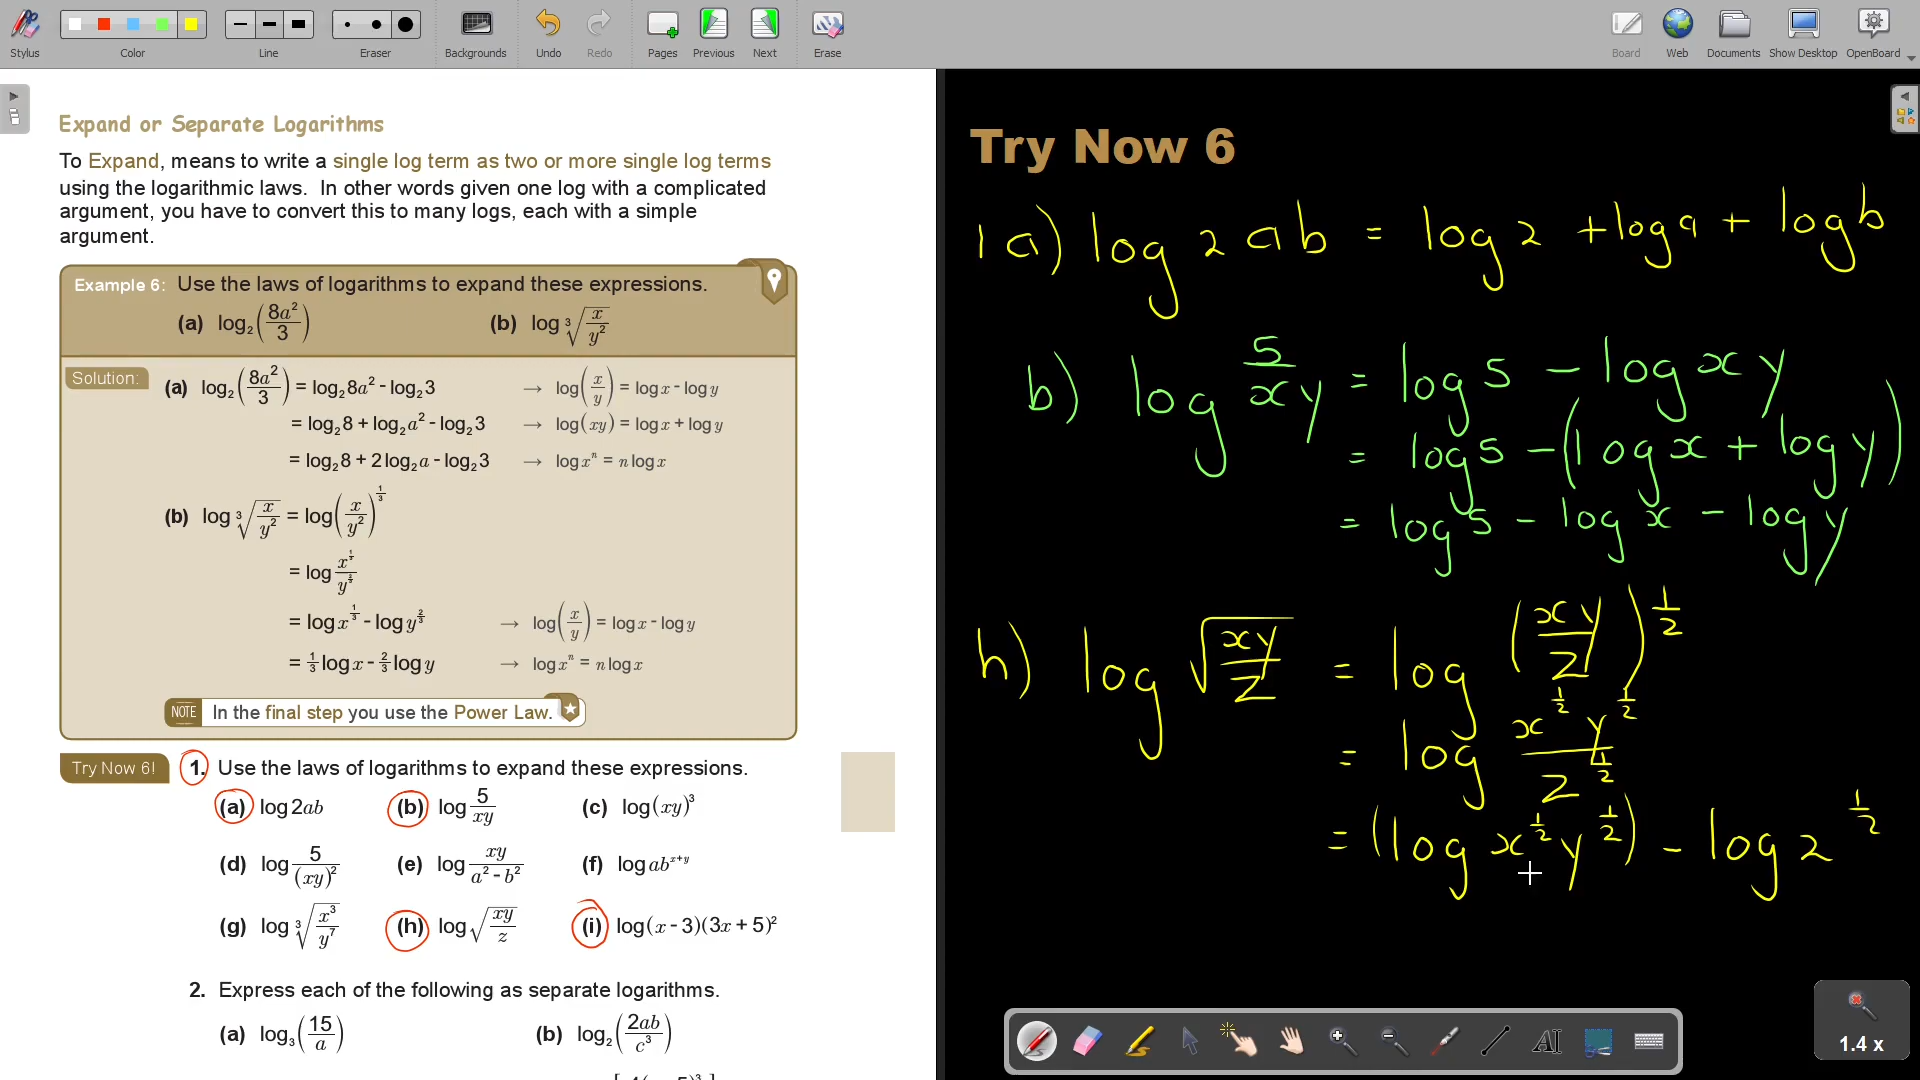 Stylus Color Line Eraser Backgrounds Undo Redo Pages Previous Next Erase Board Web Documents Show Desktop OpenBoard
Expand or Separate Logarithms
To Expand, means to write a single log term as two or more single log terms
using the logarithmic laws. In other words given one log with a complicated
argument, you have to convert this to many logs, each with a simple
argument.
Example 6: Use the laws of logarithms to expand these expressions.
(a) log₂(8a²/3) (b) log ∛(x/y²)
Solution: (a) log₂(8a²/3) = log₂8a² - log₂3 → log(x/y) = log x - log y
= log₂8 + log₂a² - log₂3 → log(xy) = log x + log y
= log₂8 + 2log₂a - log₂3 → log xⁿ = n log x
(b) log ∛(x/y²) = log(x/y²)^(1/3)
= log x^(1/3)/y^(2/3)
= log x^(1/3) - log y^(2/3) → log(x/y) = log x - log y
= 1/3 log x - 2/3 log y → log xⁿ = n log x
NOTE In the final step you use the Power Law.
Try Now 6! 1. Use the laws of logarithms to expand these expressions.
(a) log 2ab (b) log 5/xy (c) log(xy)³
(d) log 5/(xy)² (e) log xy/(a² - b²) (f) log ab^(x+y)
(g) log ∛(x³/y⁷) (h) log √(xy/z) (i) log(x - 3)(3x + 5)²
2. Express each of the following as separate logarithms.
(a) log₃(15/a) (b) log₂(2ab/c³)
Try Now 6
1 a) log 2ab = log 2 + log a + log b
b) log 5/xy = log 5 - log xy
= log 5 - (log x + log y)
= log 5 - log x - log y
h) log √(xy/z) = log (xy/z)^(1/2)
= log x^(1/2) y^(1/2)/z^(1/2)
= (log x^(1/2) y^(1/2)) - log z^(1/2)
1.4 x